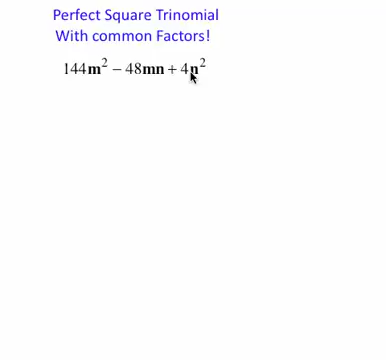 Perfect Square Trinomial
With common Factors!
144m² − 48mn + 4n²